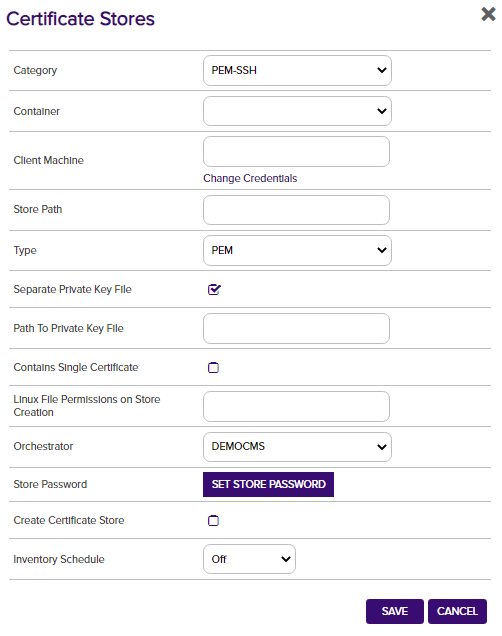 Certificate Stores
Category
PEM-SSH
Container
Client Machine
Change Credentials
Store Path
Type
PEM
Separate Private Key File
Path To Private Key File
Contains Single Certificate
Linux File Permissions on Store
Creation
Orchestrator
DEMOCMS
Store Password
SET STORE PASSWORD
Create Certificate Store
Inventory Schedule
Off
SAVE
CANCEL